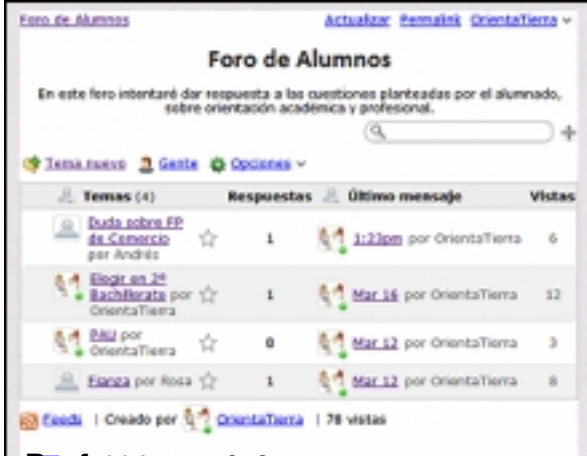 Foro de Alumnos Actualizar Permalink OrientaTierra
Foro de Alumnos
En este foro intentaré dar respuesta a las cuestiones planteadas por el alumnado,
sobre orientación académica y profesional.
Tema nuevo Gente Opciones
Temas (4) Respuestas Último mensaje Vistas
Duda sobre FP
de Comercio
por Andrés
1 1:23pm por OrientaTierra 6
Elegir en 2º
Bachillerato por
OrientaTierra
1 Mar 16 por OrientaTierra 12
PAU por
OrientaTierra
0 Mar 12 por OrientaTierra 3
Fianza por Rosa 1 Mar 12 por OrientaTierra 8
Feeds | Creado por OrientaTierra | 78 vistas